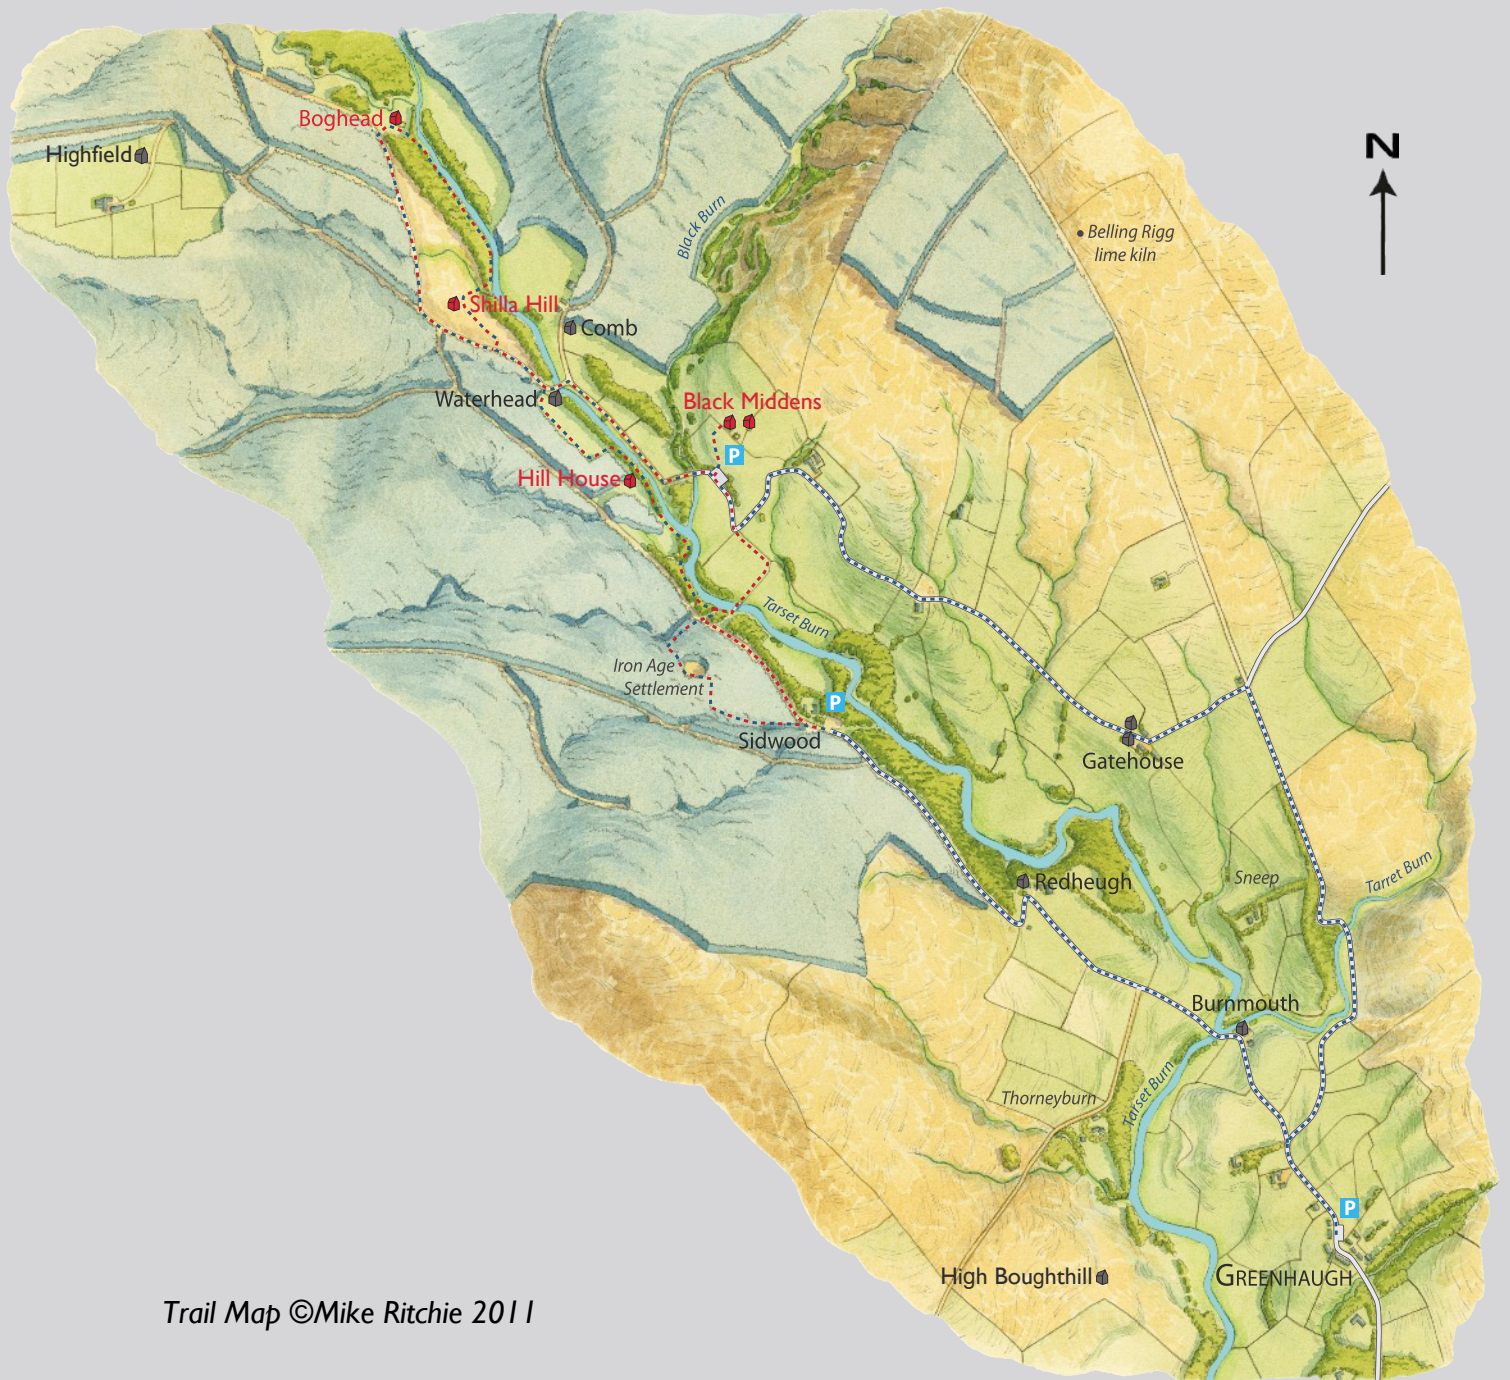 Boghead
Highfield
N
Black Burn
Belling Rigg
lime kiln
Shilla Hill
Comb
Waterhead
Black Middens
P
Hill House
Tarset Burn
Iron Age
Settlement
P
Sidwood
Gatehouse
Redheugh
Sneep
Tarret Burn
Burnmouth
Thorneyburn
Tarset Burn
P
High Boughthill
GREENHAUGH
Trail Map ©Mike Ritchie 2011